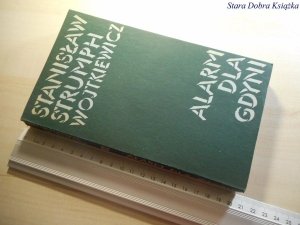 Stara Dobra Książka
STANISŁAW
STRUMPH
WOJTKIEWICZ
ALARM
DLA
GDYNI